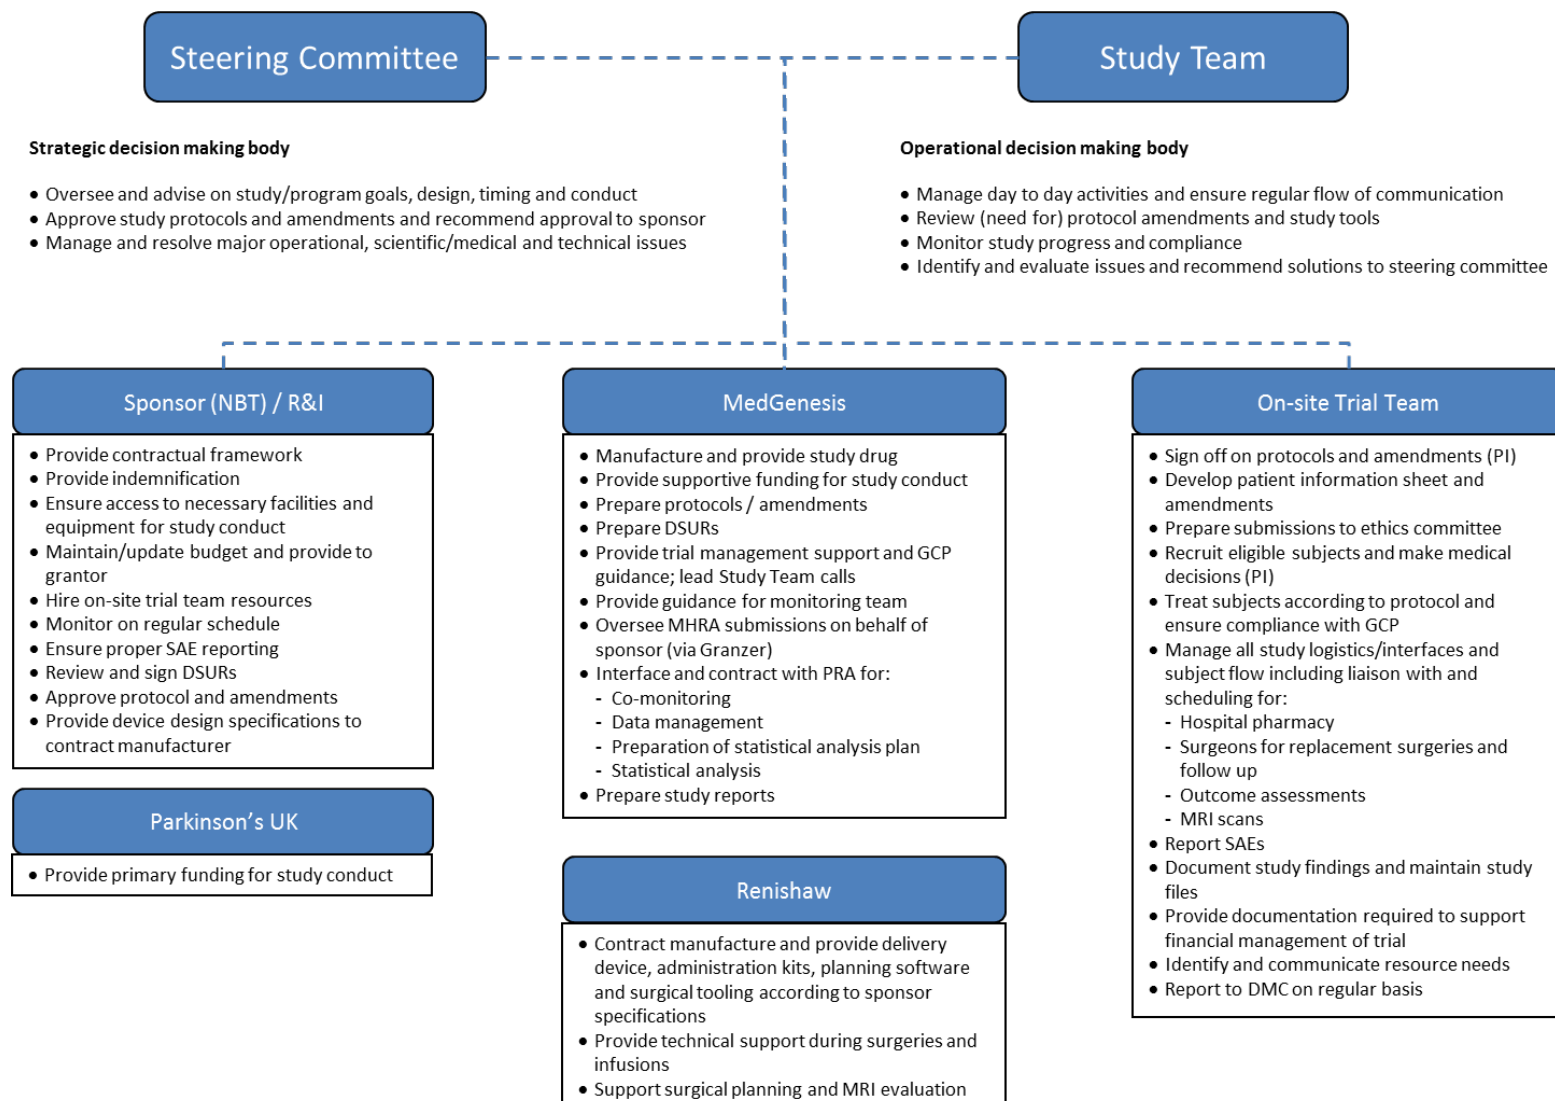 Steering Committee
Study Team
Strategic decision making body
• Oversee and advise on study/program goals, design, timing and conduct
• Approve study protocols and amendments and recommend approval to sponsor
• Manage and resolve major operational, scientific/medical and technical issues
Operational decision making body
• Manage day to day activities and ensure regular flow of communication
• Review (need for) protocol amendments and study tools
• Monitor study progress and compliance
• Identify and evaluate issues and recommend solutions to steering committee
Sponsor (NBT) / R&I
• Provide contractual framework
• Provide indemnification
• Ensure access to necessary facilities and
equipment for study conduct
• Maintain/update budget and provide to
grantor
• Hire on-site trial team resources
• Monitor on regular schedule
• Ensure proper SAE reporting
• Review and sign DSURs
• Approve protocol and amendments
• Provide device design specifications to
contract manufacturer
Parkinson’s UK
• Provide primary funding for study conduct
MedGenesis
• Manufacture and provide study drug
• Provide supportive funding for study conduct
• Prepare protocols / amendments
• Prepare DSURs
• Provide trial management support and GCP
guidance; lead Study Team calls
• Provide guidance for monitoring team
• Oversee MHRA submissions on behalf of
sponsor (via Granzer)
• Interface and contract with PRA for:
- Co-monitoring
- Data management
- Preparation of statistical analysis plan
- Statistical analysis
• Prepare study reports
Renishaw
• Contract manufacture and provide delivery
device, administration kits, planning software
and surgical tooling according to sponsor
specifications
• Provide technical support during surgeries and
infusions
• Support surgical planning and MRI evaluation
On-site Trial Team
• Sign off on protocols and amendments (PI)
• Develop patient information sheet and
amendments
• Prepare submissions to ethics committee
• Recruit eligible subjects and make medical
decisions (PI)
• Treat subjects according to protocol and
ensure compliance with GCP
• Manage all study logistics/interfaces and
subject flow including liaison with and
scheduling for:
- Hospital pharmacy
- Surgeons for replacement surgeries and
follow up
- Outcome assessments
- MRI scans
• Report SAEs
• Document study findings and maintain study
files
• Provide documentation required to support
financial management of trial
• Identify and communicate resource needs
• Report to DMC on regular basis